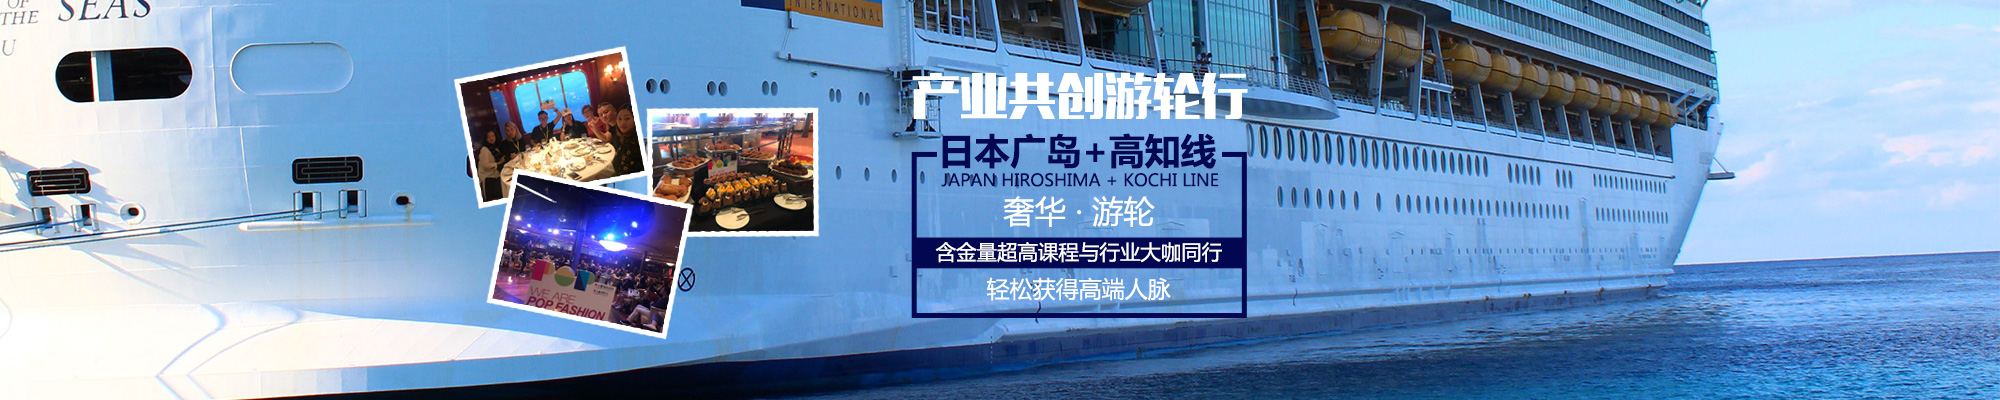 OF
THE SEAS
U
INTERNATIONAL
产业共创游轮行
日本广岛+高知线
JAPAN HIROSHIMA + KOCHI LINE
奢华·游轮
含金量超高课程与行业大咖同行
轻松获得高端人脉
POP
WE ARE
POP FASHION